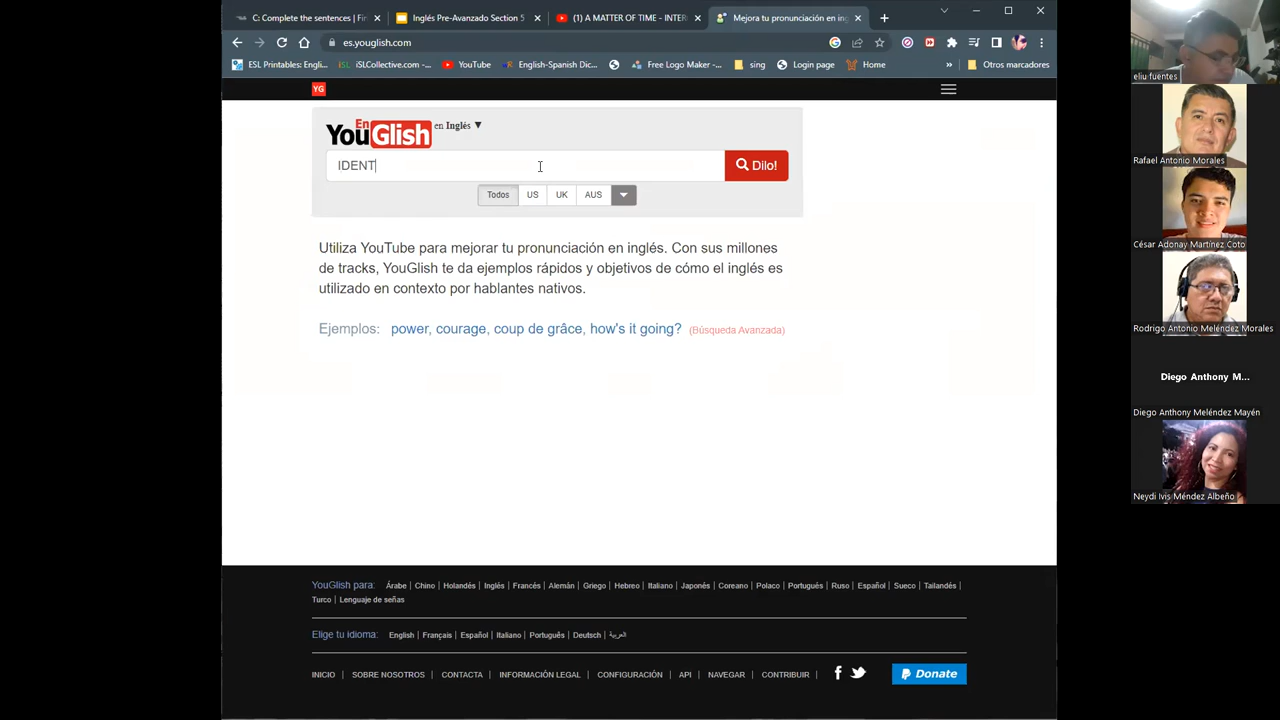 C: Complete the sentences | Fin
Inglés Pre-Avanzado Section 5
(1) A MATTER OF TIME - INTER
Mejora tu pronunciación en ing
es.youglish.com
ESL Printables: Engli...
iSLCollective.com -...
YouTube
English-Spanish Dic...
Free Logo Maker -...
sing
Login page
Home
»
Otros marcadores
YG
En
YouGlish
en Inglés ▼
IDENT
Dilo!
Todos
US
UK
AUS
Utiliza YouTube para mejorar tu pronunciación en inglés. Con sus millones
de tracks, YouGlish te da ejemplos rápidos y objetivos de cómo el inglés es
utilizado en contexto por hablantes nativos.
Ejemplos: power, courage, coup de grâce, how's it going? (Búsqueda Avanzada)
YouGlish para: Árabe | Chino | Holandés | Inglés | Francés | Alemán | Griego | Hebreo | Italiano | Japonés | Coreano | Polaco | Portugués | Ruso | Español | Sueco | Tailandés |
Turco | Lenguaje de señas
Elige tu idioma: English | Français | Español | Italiano | Português | Deutsch | العربية
INICIO | SOBRE NOSOTROS | CONTACTA | INFORMACIÓN LEGAL | CONFIGURACIÓN | API | NAVEGAR | CONTRIBUIR |
Donate
eliu fuentes
Rafael Antonio Morales
César Adonay Martínez Coto
Rodrigo Antonio Meléndez Morales
Diego Anthony M...
Diego Anthony Meléndez Mayén
Neydi Ivis Méndez Albeño